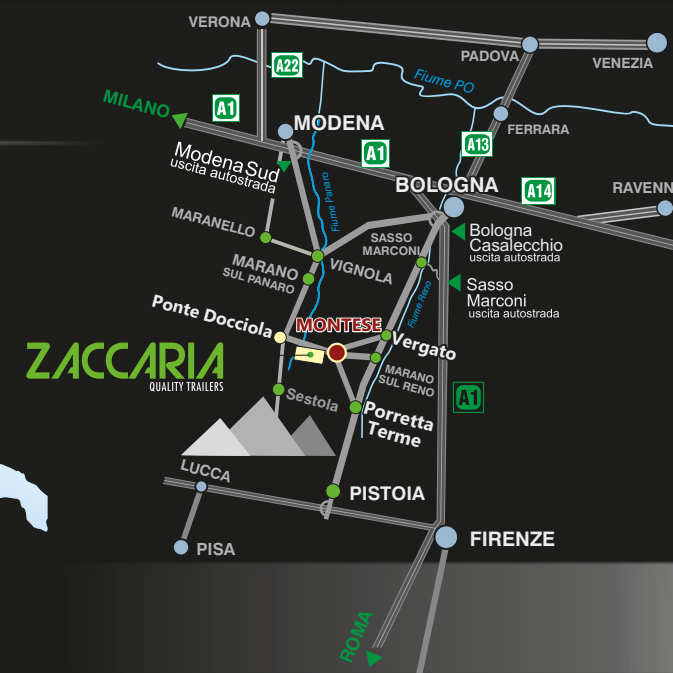 VERONA
PADOVA
VENEZIA
A22
Fiume PO
MILANO
A1
MODENA
FERRARA
A13
A1
Modena Sud
uscita autostrada
BOLOGNA
A14
RAVENN
Fiume Panaro
MARANELLO
SASSO
MARCONI
Bologna
Casalecchio
uscita autostrada
VIGNOLA
MARANO
SUL PANARO
Sasso
Marconi
uscita autostrada
Fiume Reno
Ponte Docciola
MONTESE
Vergato
ZACCARIA
QUALITY TRAILERS
MARANO
SUL RENO
Sestola
A1
Porretta
Terme
LUCCA
PISTOIA
PISA
FIRENZE
ROMA